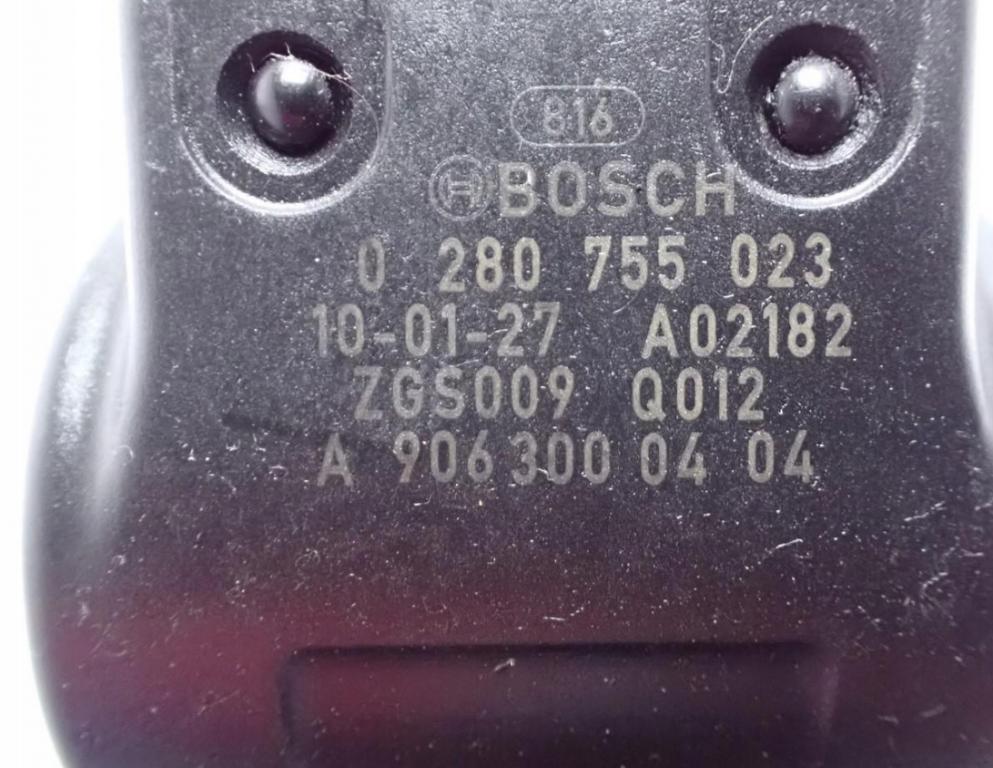 816
BOSCH
0 280 755 023
10-01-27 A02182
ZGS009 Q012
A 906 300 04 04